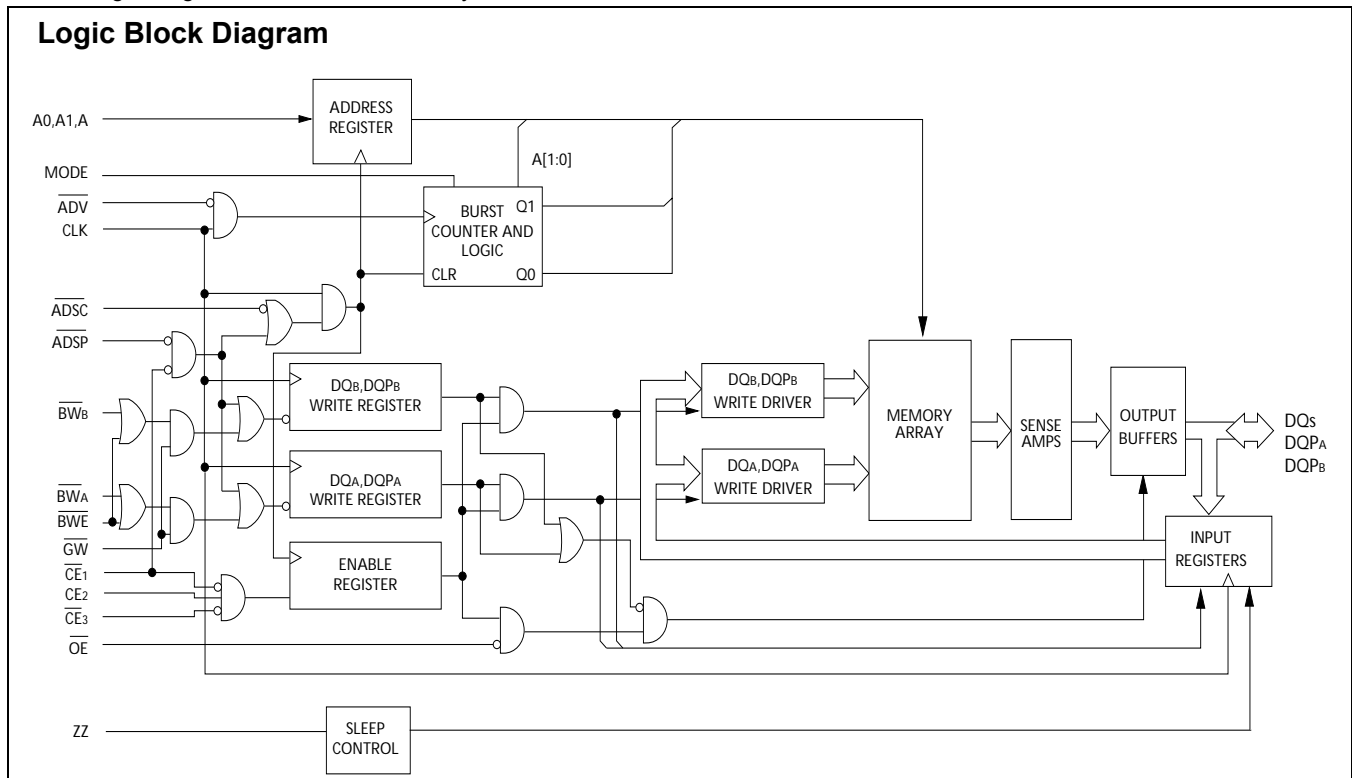 Logic Block Diagram
A0,A1,A
ADDRESS
REGISTER
MODE
A[1:0]
ADV
CLK
BURST
COUNTER AND
LOGIC
Q1
CLR
Q0
ADSC
ADSP
BWB
DQB,DQPB
WRITE REGISTER
DQB,DQPB
WRITE DRIVER
MEMORY
ARRAY
SENSE
AMPS
OUTPUT
BUFFERS
DQs
DQPA
DQPB
BWA
BWE
DQA,DQPA
WRITE REGISTER
DQA,DQPA
WRITE DRIVER
GW
CE1
CE2
CE3
ENABLE
REGISTER
INPUT
REGISTERS
OE
ZZ
SLEEP
CONTROL